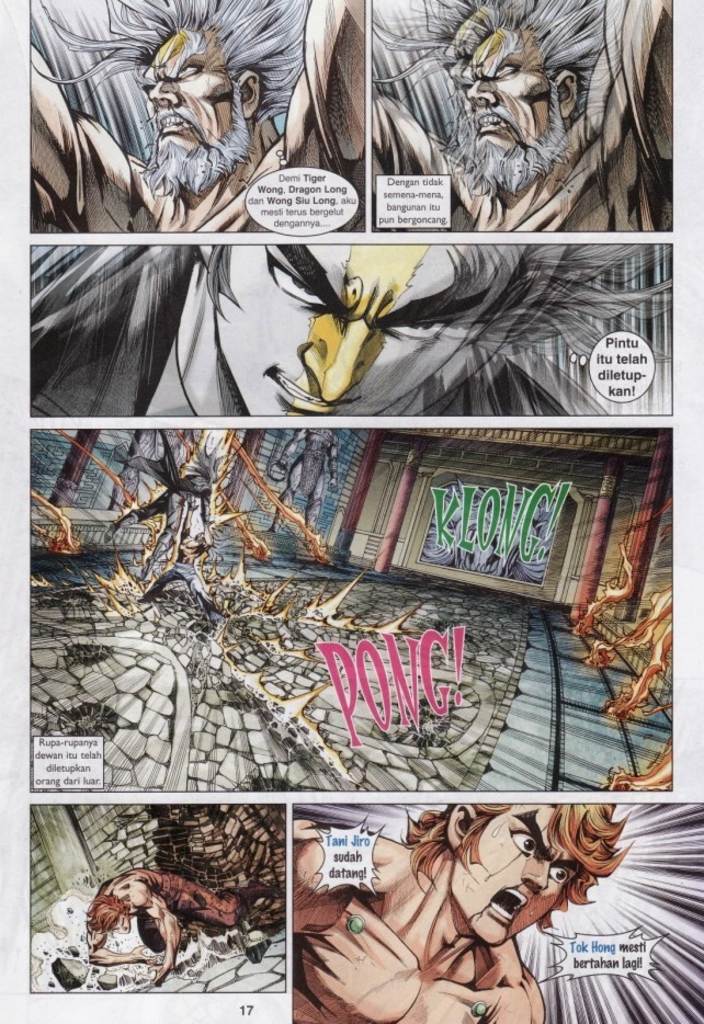 Demi Tiger
Wong, Dragon Long
dan Wong Siu Long, aku
mesti terus bergelut
dengannya....
Dengan tidak
semena-mena,
bangunan itu
pun bergoncang.
Pintu
itu telah
diletup-
kan!
KLONG!
PONG!
Rupa-rupanya
dewan itu telah
diletupkan
orang dari luar.
Tani Jiro
sudah
datang!
Tok Hong mesti
bertahan lagi!
17